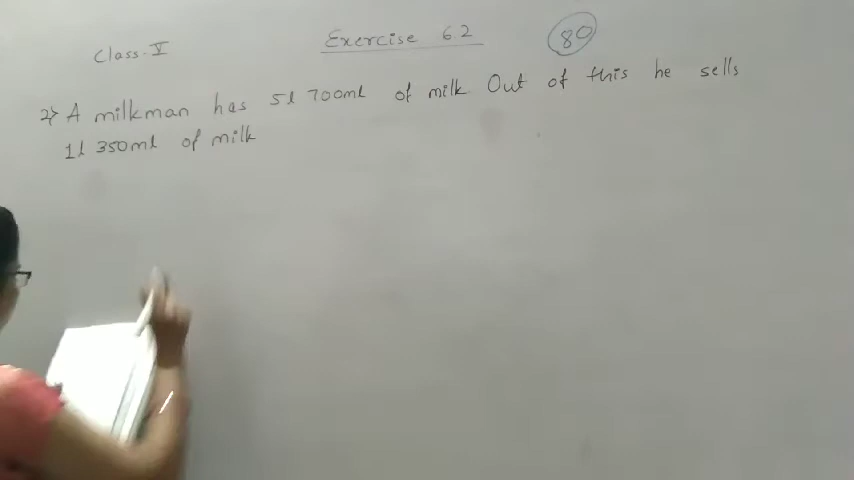 Class-V Exercise 62 80
2) A milkman has 5l 700ml of milk Out of this he sells
1l 350ml of milk